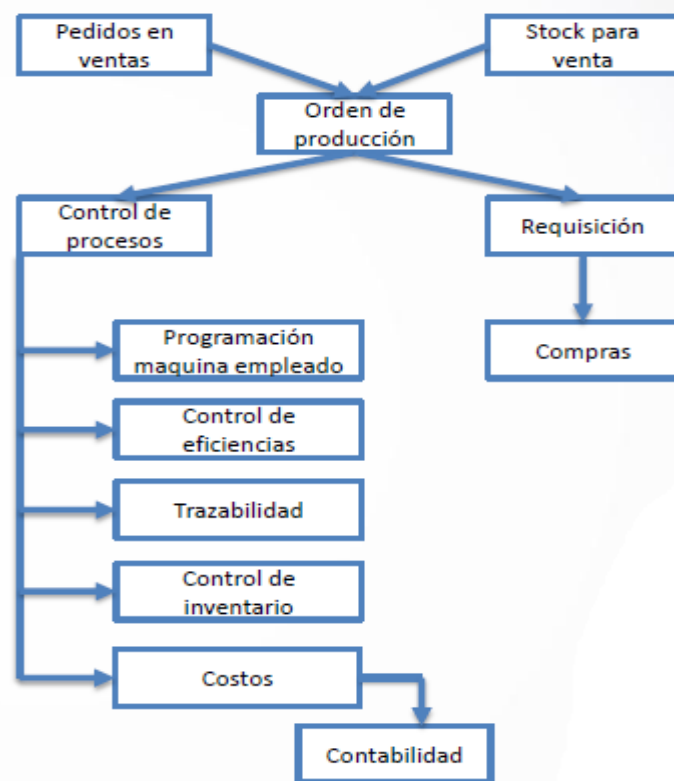 Pedidos en
ventas
Stock para
venta
Orden de
producción
Control de
procesos
Requisición
Programación
maquina empleado
Compras
Control de
eficiencias
Trazabilidad
Control de
inventario
Costos
Contabilidad